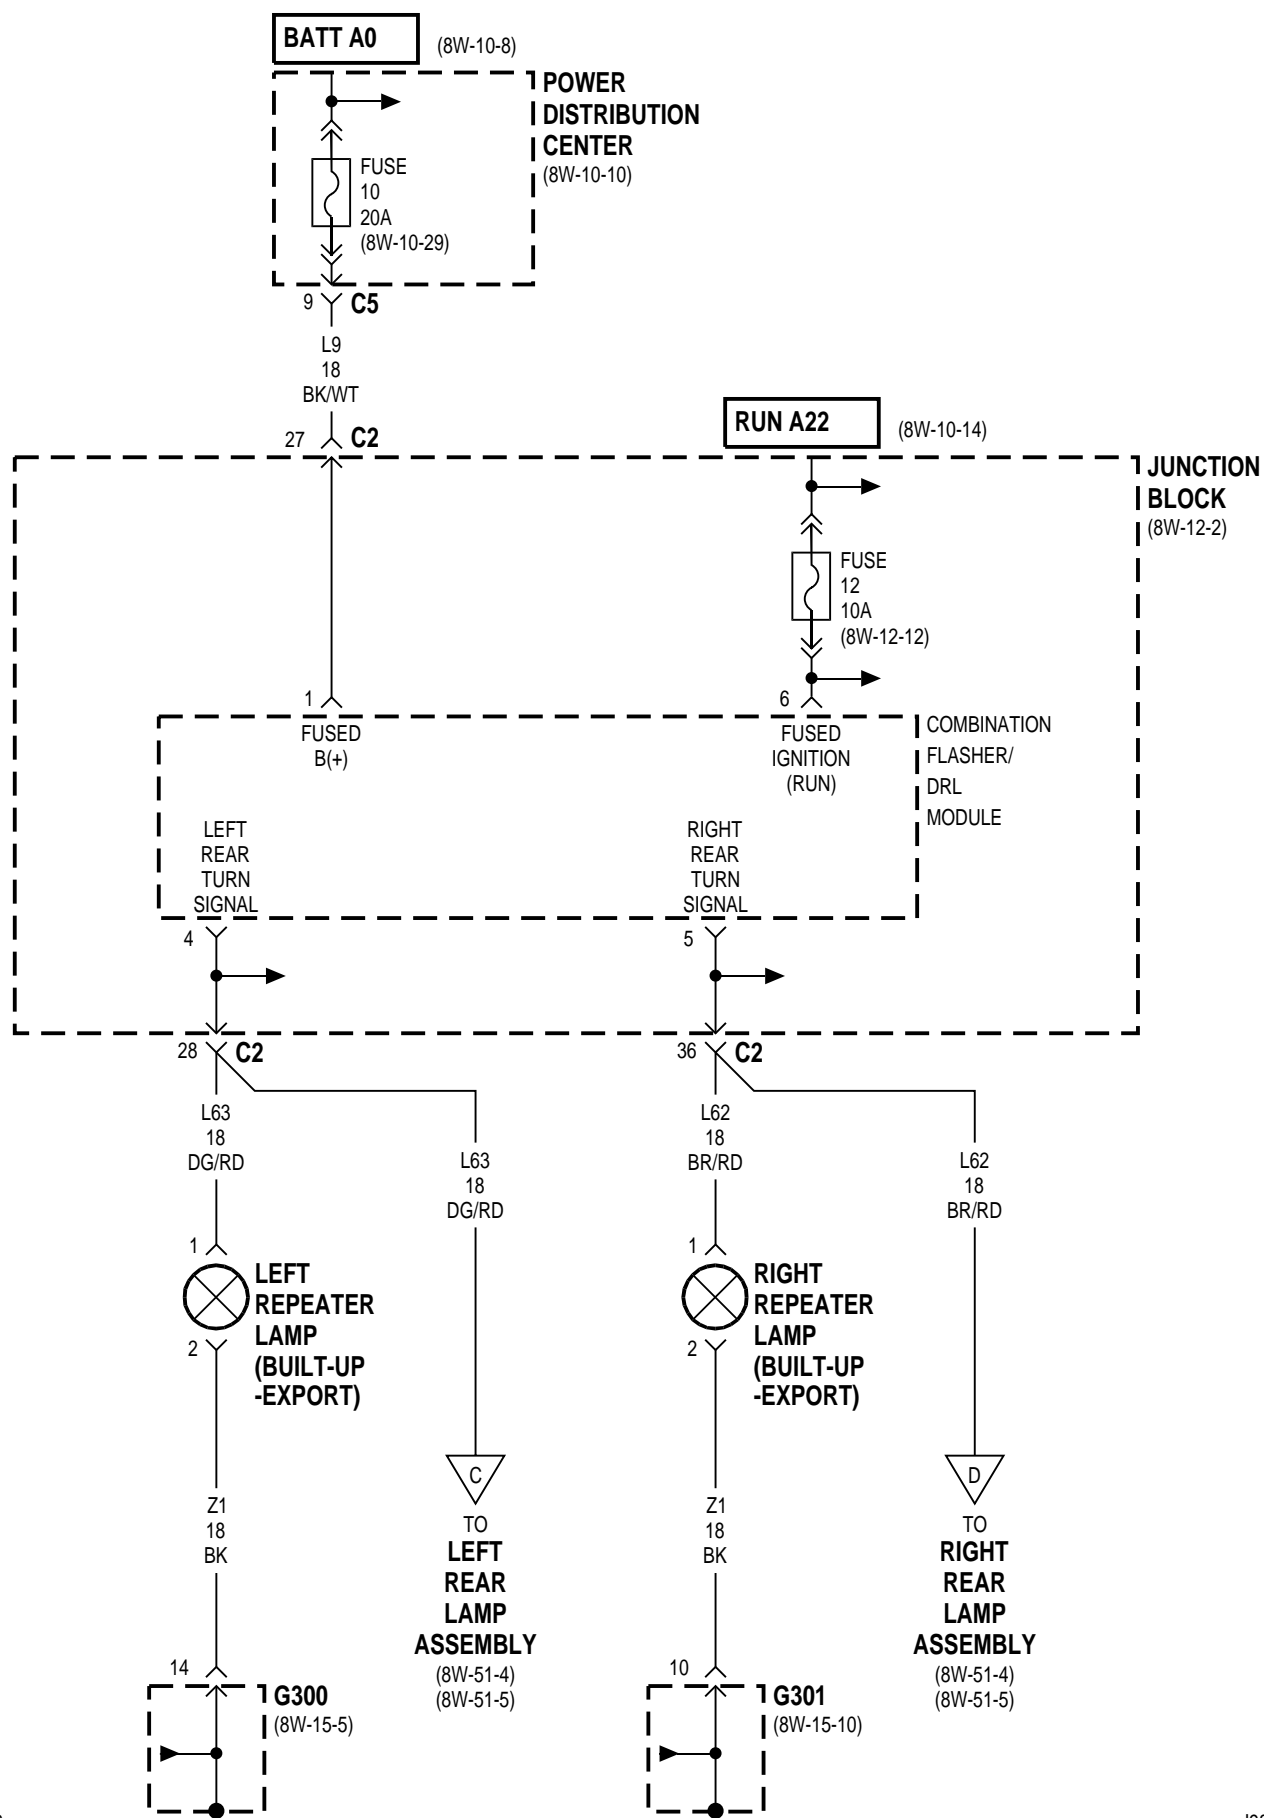 BATT A0
(8W-10-8)
POWER
DISTRIBUTION
CENTER
(8W-10-10)
FUSE
10
20A
(8W-10-29)
9
C5
L9
18
BK/WT
27
C2
RUN A22
(8W-10-14)
JUNCTION
BLOCK
(8W-12-2)
FUSE
12
10A
(8W-12-12)
1
6
FUSED
B(+)
FUSED
IGNITION
(RUN)
COMBINATION
FLASHER/
DRL
MODULE
LEFT
REAR
TURN
SIGNAL
RIGHT
REAR
TURN
SIGNAL
4
5
28
C2
36
C2
L63
18
DG/RD
L63
18
DG/RD
L62
18
BR/RD
L62
18
BR/RD
1
LEFT
REPEATER
LAMP
(BUILT-UP
-EXPORT)
2
1
RIGHT
REPEATER
LAMP
(BUILT-UP
-EXPORT)
2
Z1
18
BK
C
TO
LEFT
REAR
LAMP
ASSEMBLY
(8W-51-4)
(8W-51-5)
Z1
18
BK
D
TO
RIGHT
REAR
LAMP
ASSEMBLY
(8W-51-4)
(8W-51-5)
14
G300
(8W-15-5)
10
G301
(8W-15-10)